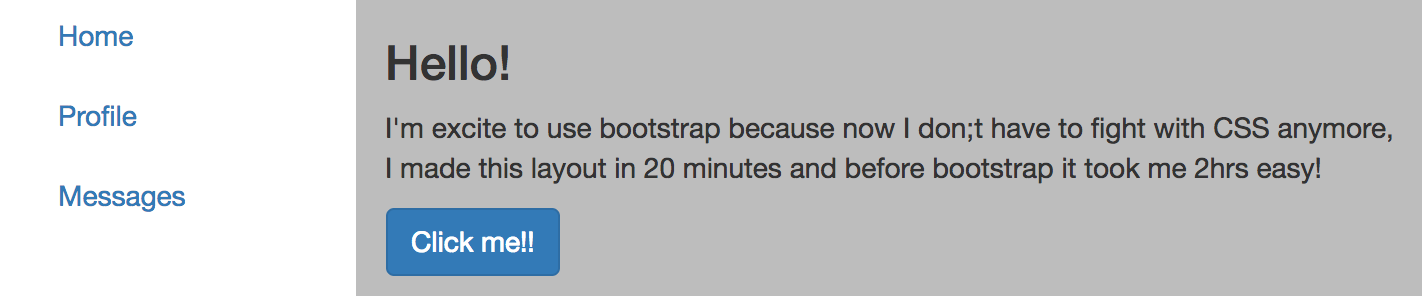 Home
Profile
Messages
Hello!
I'm excite to use bootstrap because now I don;t have to fight with CSS anymore,
I made this layout in 20 minutes and before bootstrap it took me 2hrs easy!
Click me!!